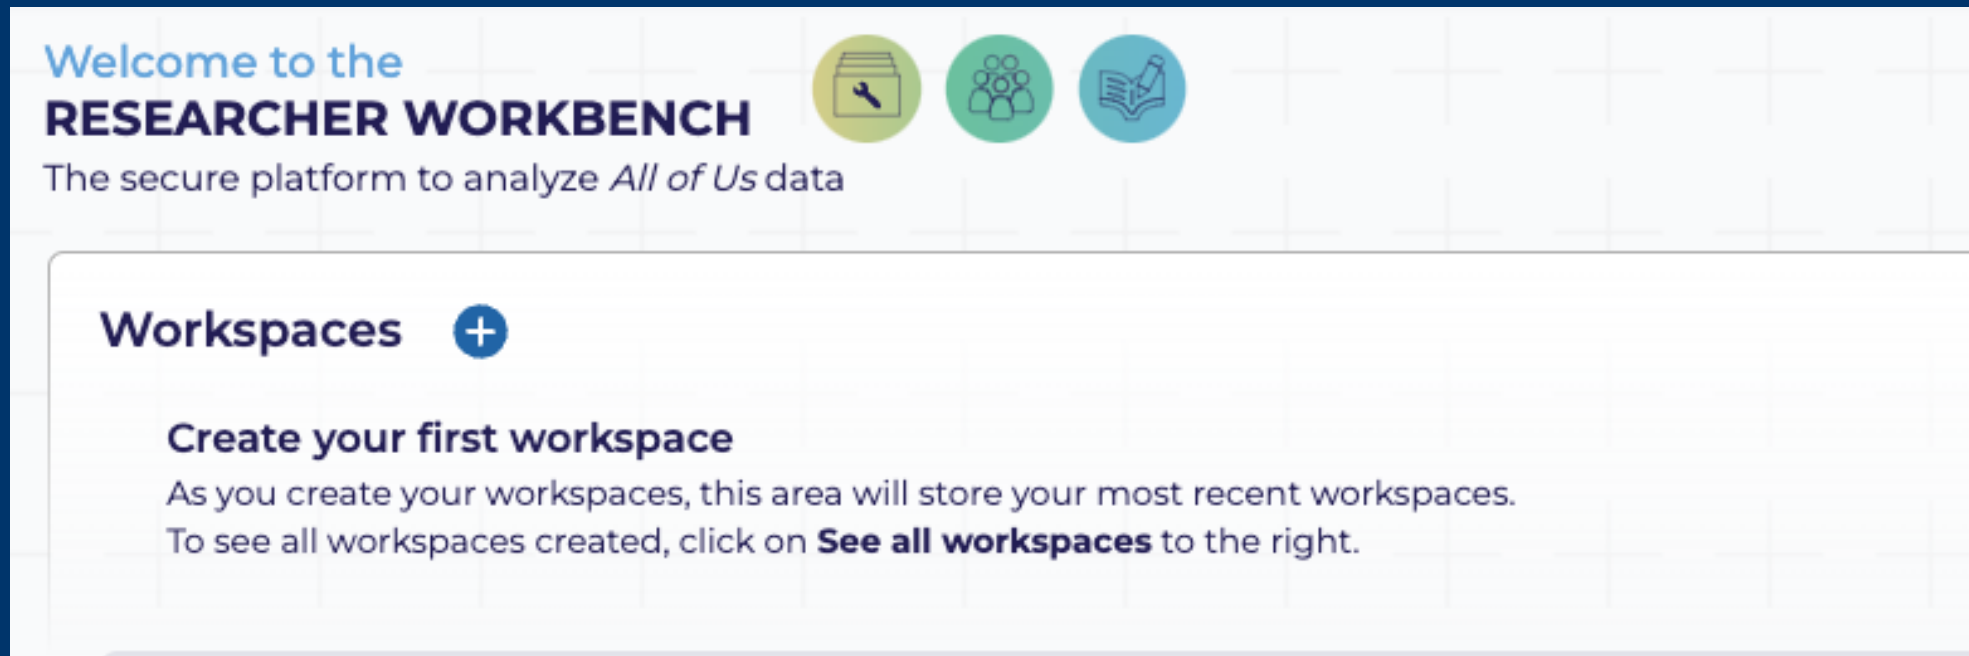 Welcome to the
RESEARCHER WORKBENCH
The secure platform to analyze All of Us data
Workspaces
Create your first workspace
As you create your workspaces, this area will store your most recent workspaces.
To see all workspaces created, click on See all workspaces to the right.